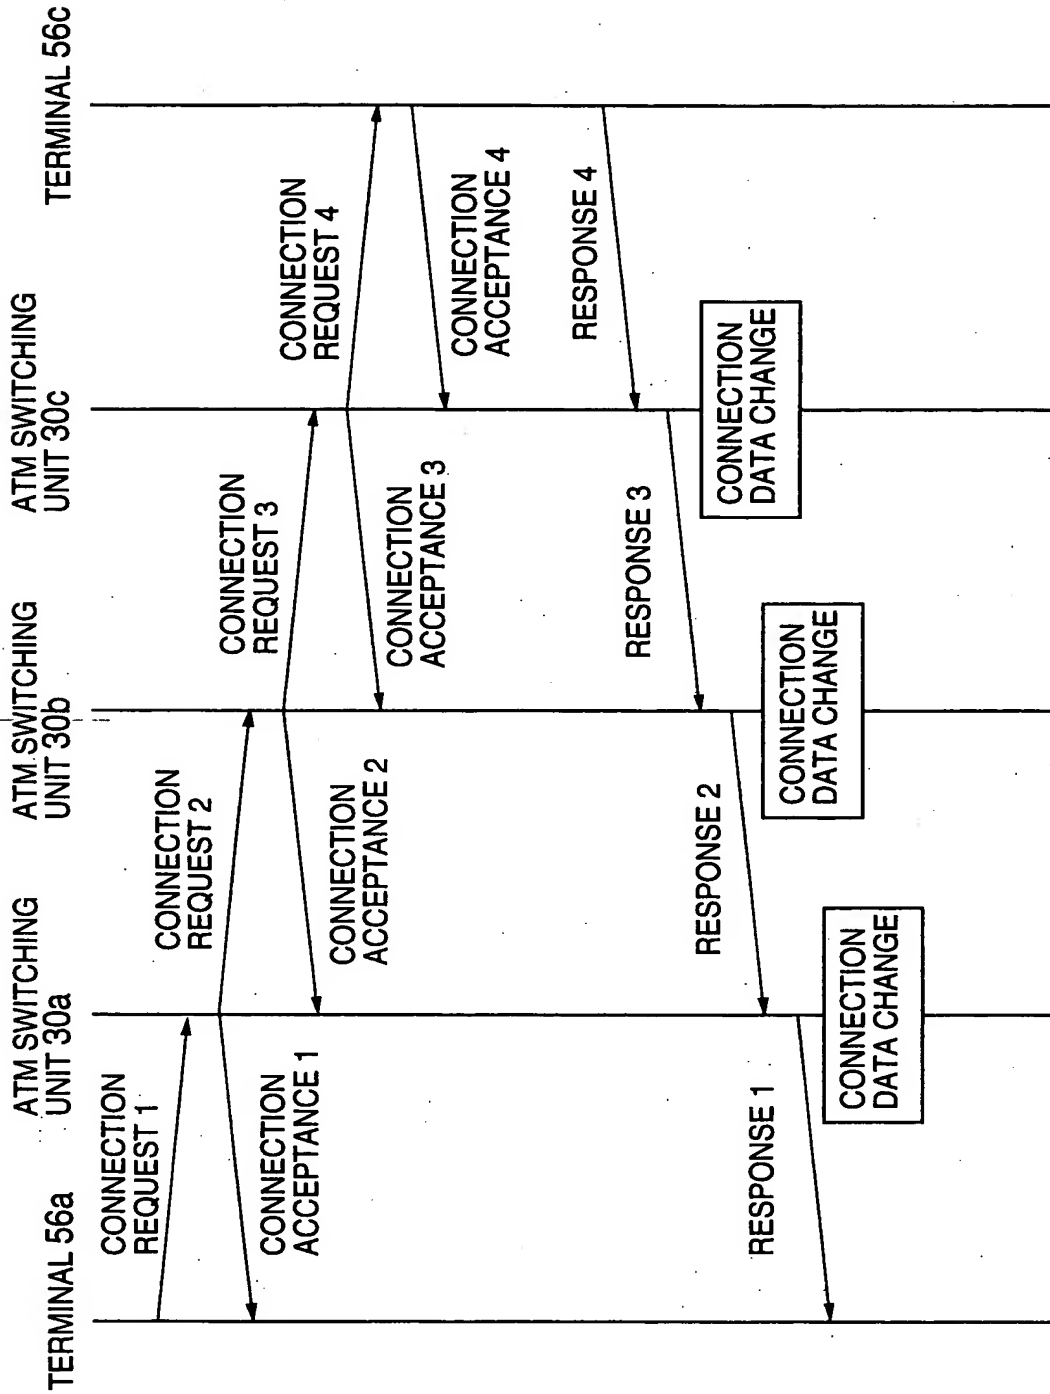 TERMINAL 56a
ATM SWITCHING
UNIT 30a
ATM SWITCHING
UNIT 30b
ATM SWITCHING
UNIT 30c
TERMINAL 56c
CONNECTION
REQUEST 1
CONNECTION
REQUEST 2
CONNECTION
REQUEST 3
CONNECTION
REQUEST 4
CONNECTION
ACCEPTANCE 1
CONNECTION
ACCEPTANCE 2
CONNECTION
ACCEPTANCE 3
CONNECTION
ACCEPTANCE 4
RESPONSE 4
RESPONSE 3
RESPONSE 2
RESPONSE 1
CONNECTION
DATA CHANGE
CONNECTION
DATA CHANGE
CONNECTION
DATA CHANGE